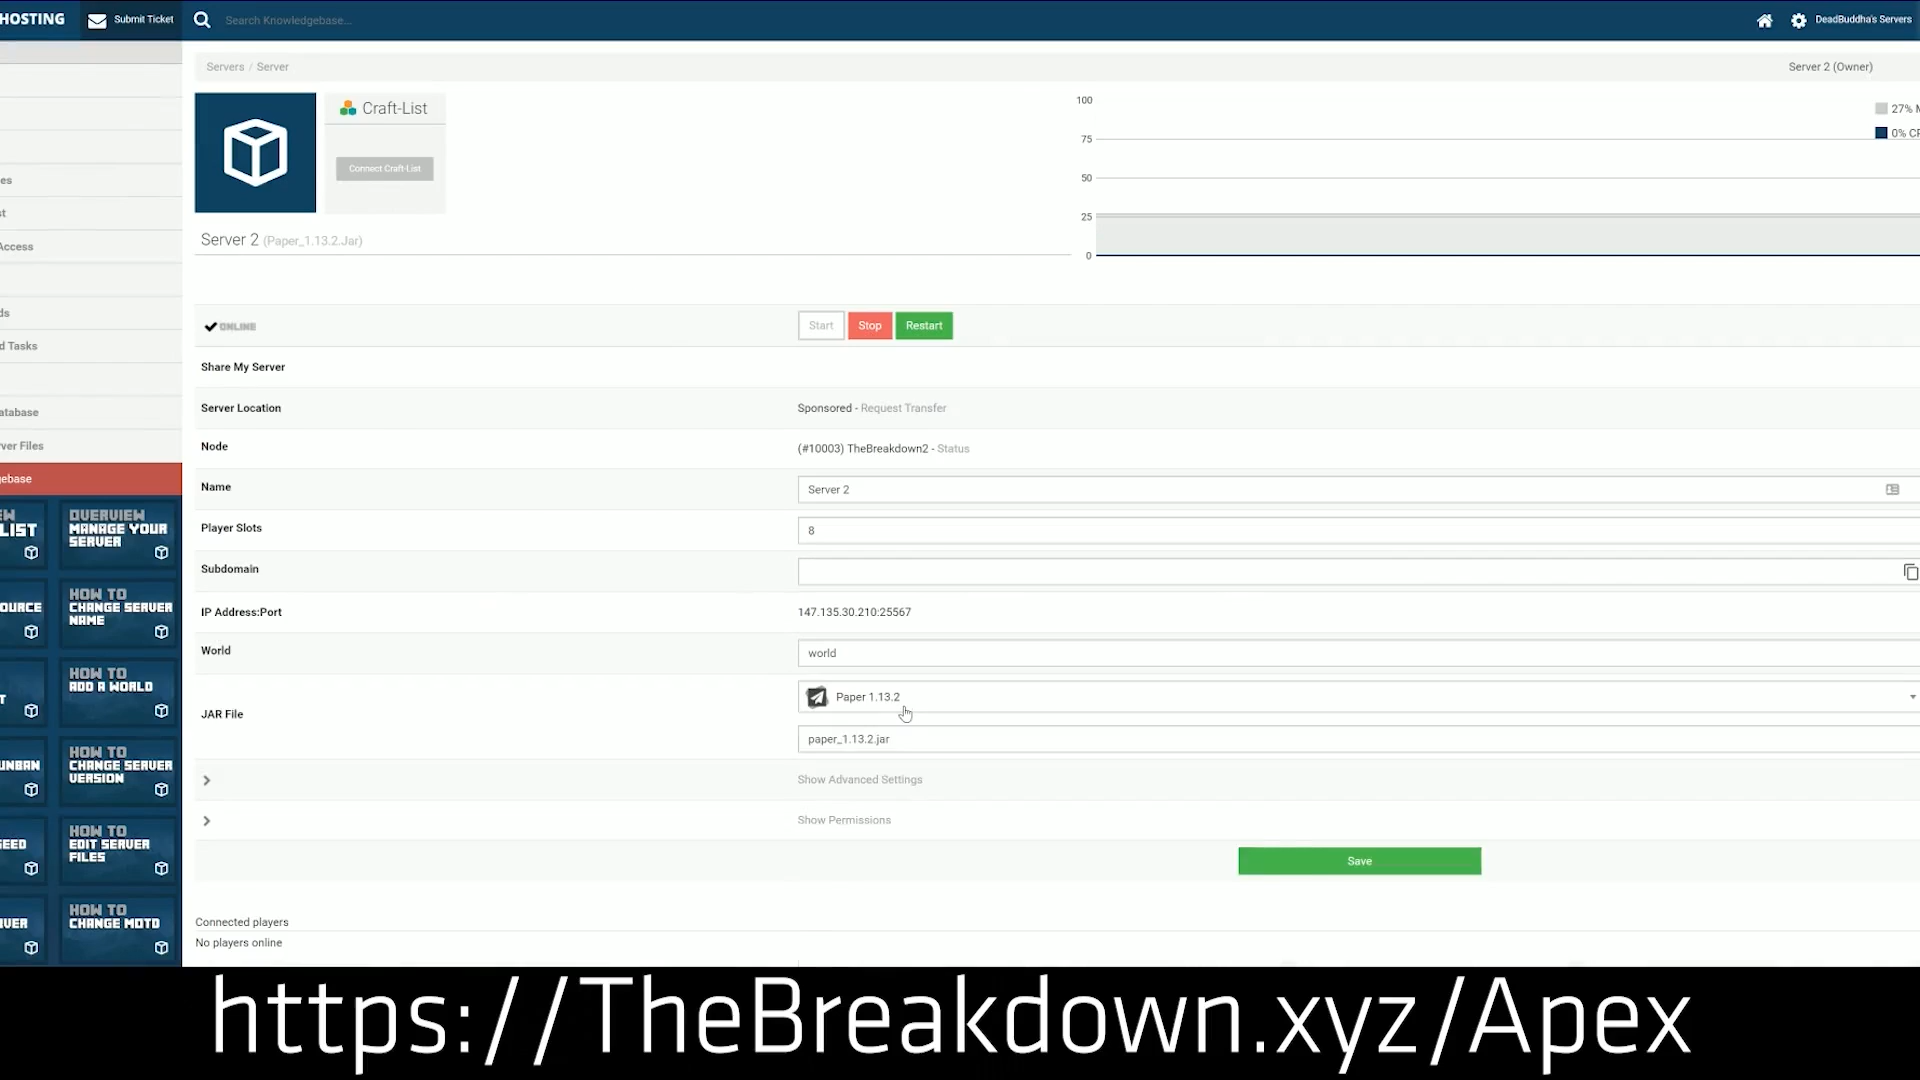 HOSTING
Submit Ticket
Search Knowledgebase...
DeadBuddha's Servers
Servers / Server
Server 2 (Owner)
Craft-List
Connect Craft-List
100
75
50
25
0
27% M
0% CP
Server 2 (Paper_1.13.2.Jar)
es
st
Access
ds
d Tasks
atabase
ver Files
gebase
ONLINE
Start
Stop
Restart
Share My Server
Server Location
Sponsored - Request Transfer
Node
(#10003) TheBreakdown2 - Status
Name
Server 2
Player Slots
8
Subdomain
IP Address:Port
147.135.30.210:25567
World
world
JAR File
Paper 1.13.2
paper_1.13.2.jar
Show Advanced Settings
Show Permissions
Save
Connected players
No players online
EW
LIST
OVERVIEW
MANAGE YOUR
SERVER
OURCE
HOW TO
CHANGE SERVER
NAME
T
HOW TO
ADD A WORLD
UNBAN
HOW TO
CHANGE SERVER
VERSION
SEED
HOW TO
EDIT SERVER
FILES
VER
HOW TO
CHANGE MOTD
https://TheBreakdown.xyz/Apex